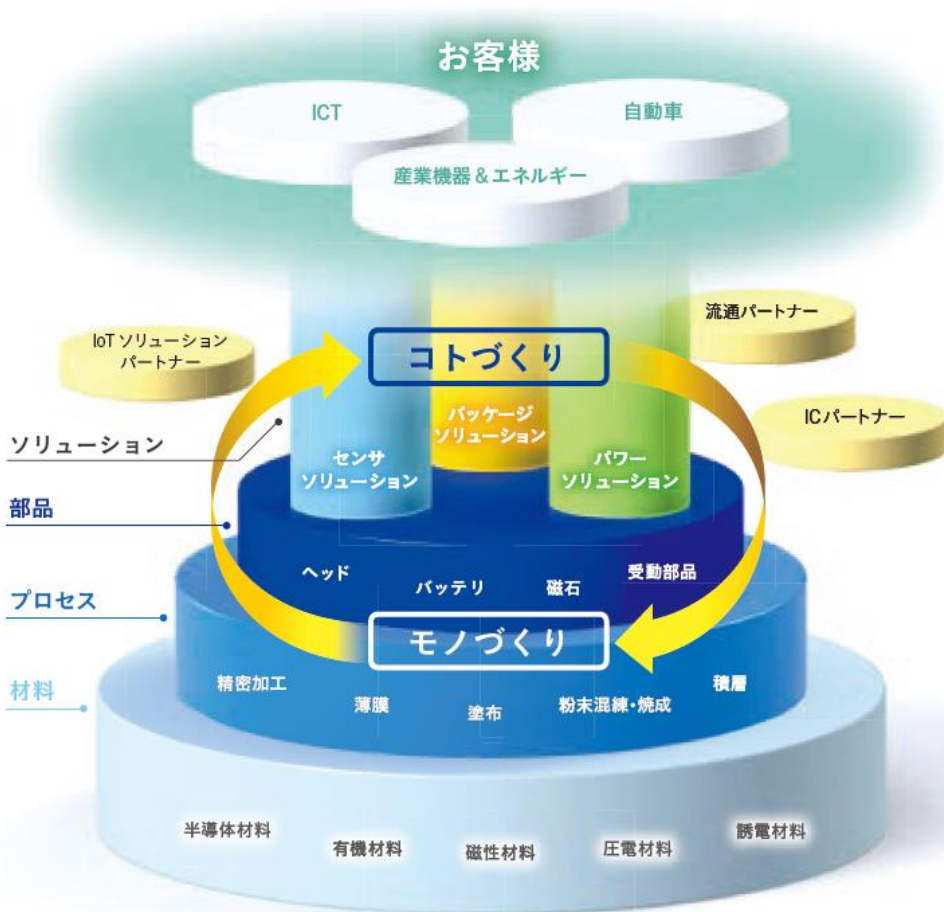 お客様
ICT
自動車
産業機器&エネルギー
流通パートナー
IoTソリューション
パートナー
コトづくり
ICパートナー
パッケージ
ソリューション
ソリューション
センサ
ソリューション
パワー
ソリューション
部品
ヘッド
バッテリ
磁石
受動部品
プロセス
モノづくり
精密加工
薄膜
塗布
粉末混練・焼成
積層
材料
半導体材料
有機材料
磁性材料
圧電材料
誘電材料